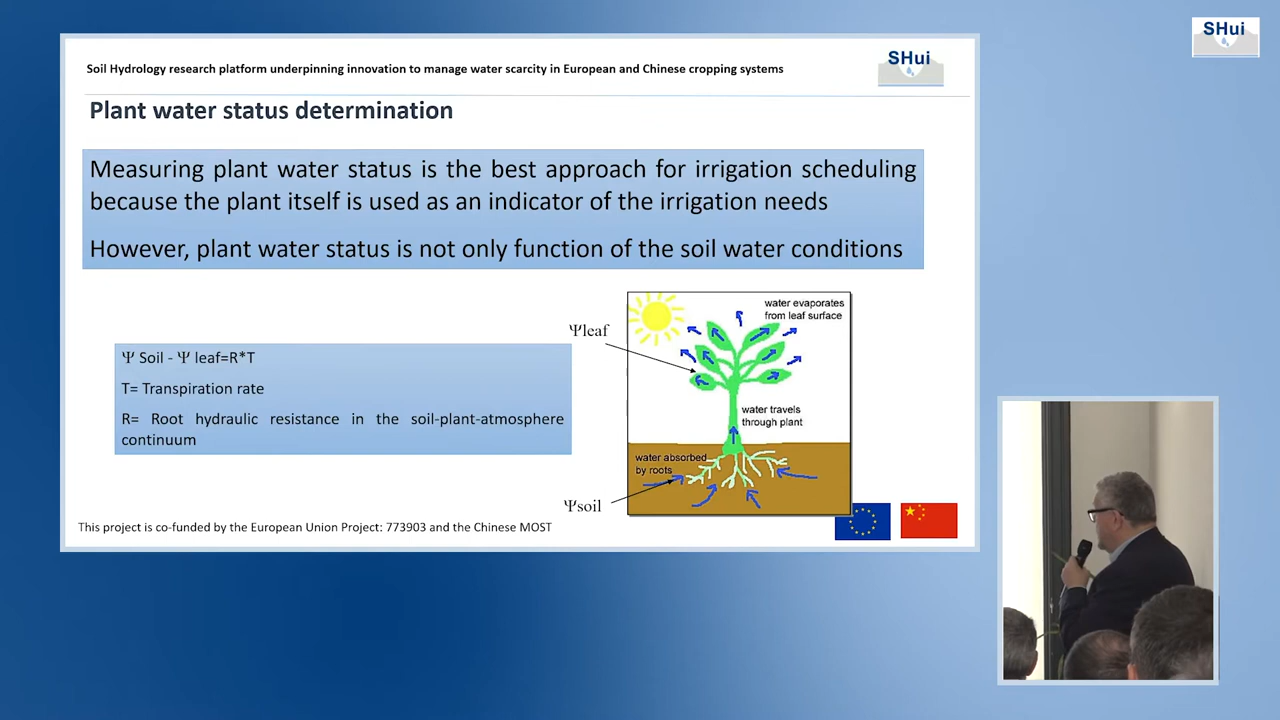 SHui
Soil Hydrology research platform underpinning innovation to manage water scarcity in European and Chinese cropping systems
SHui
Plant water status determination
Measuring plant water status is the best approach for irrigation scheduling
because the plant itself is used as an indicator of the irrigation needs
However, plant water status is not only function of the soil water conditions
Ψ Soil - Ψ leaf=R*T
T= Transpiration rate
R= Root hydraulic resistance in the soil-plant-atmosphere
continuum
Ψleaf
water evaporates
from leaf surface
water travels
through plant
water absorbed
by roots
Ψsoil
This project is co-funded by the European Union Project: 773903 and the Chinese MOST